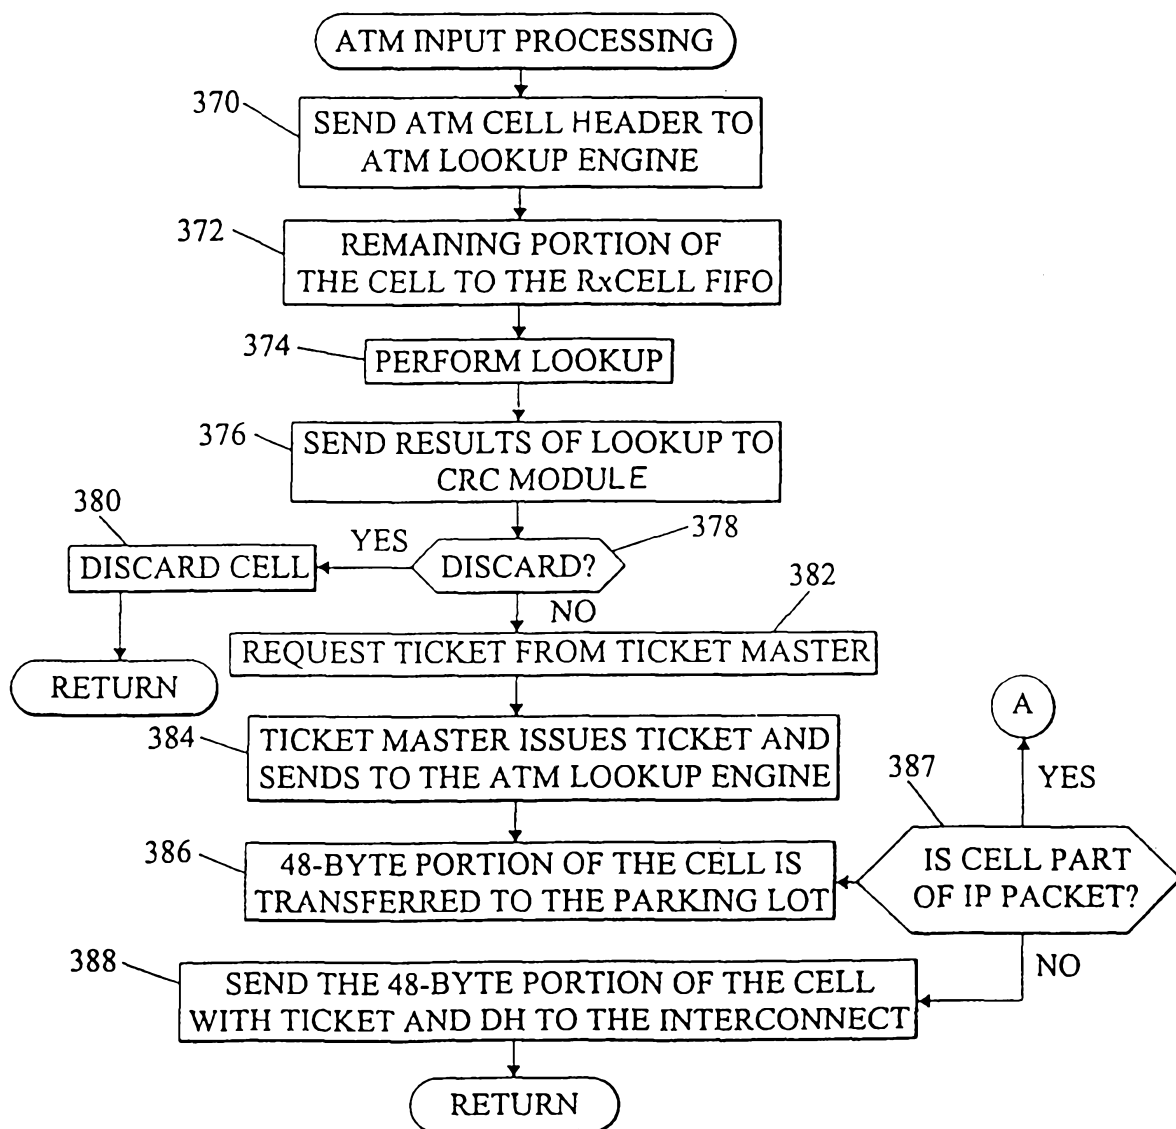 ATM INPUT PROCESSING
370
SEND ATM CELL HEADER TO
ATM LOOKUP ENGINE
372
REMAINING PORTION OF
THE CELL TO THE RxCELL FIFO
374
PERFORM LOOKUP
376
SEND RESULTS OF LOOKUP TO
CRC MODULE
380
YES
378
DISCARD CELL
DISCARD?
NO
382
REQUEST TICKET FROM TICKET MASTER
RETURN
384
TICKET MASTER ISSUES TICKET AND
SENDS TO THE ATM LOOKUP ENGINE
A
387
YES
386
48-BYTE PORTION OF THE CELL IS
TRANSFERRED TO THE PARKING LOT
IS CELL PART
OF IP PACKET?
388
NO
SEND THE 48-BYTE PORTION OF THE CELL
WITH TICKET AND DH TO THE INTERCONNECT
RETURN